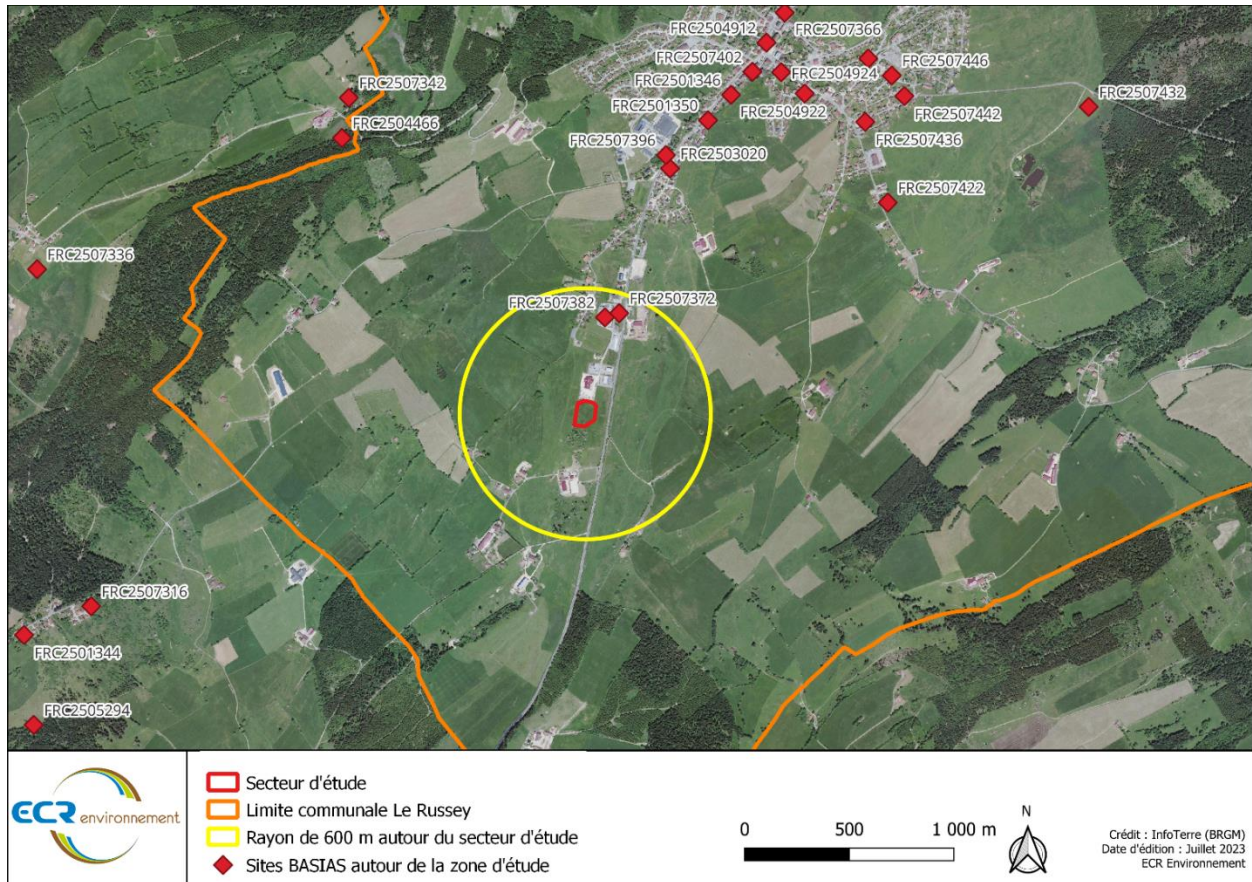 FRC2504912
FRC2507366
FRC2507402
FRC2504924
FRC2507446
FRC2501346
FRC2507342
FRC2507432
FRC2501350
FRC2504922
FRC2507442
FRC2504466
FRC2507396
FRC2503020
FRC2507436
FRC2507422
FRC2507336
FRC2507382
FRC2507372
FRC2507316
FRC2501344
FRC2505294
ECR environnement
Secteur d'étude
Limite communale Le Russey
Rayon de 600 m autour du secteur d'étude
Sites BASIAS autour de la zone d'étude
0 500 1 000 m
N
Crédit : InfoTerre (BRGM)
Date d'édition : Juillet 2023
ECR Environnement